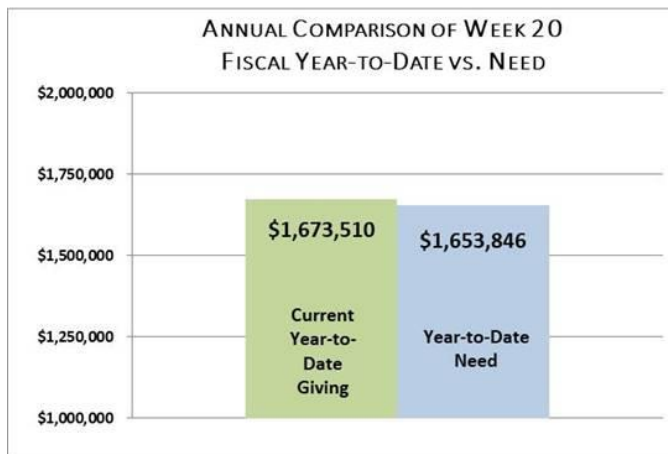 ANNUAL COMPARISON OF WEEK 20
FISCAL YEAR-TO-DATE VS. NEED
$2,000,000
$1,750,000
$1,500,000
$1,250,000
$1,000,000
$1,673,510
Current
Year-to-
Date
Giving
$1,653,846
Year-to-Date
Need